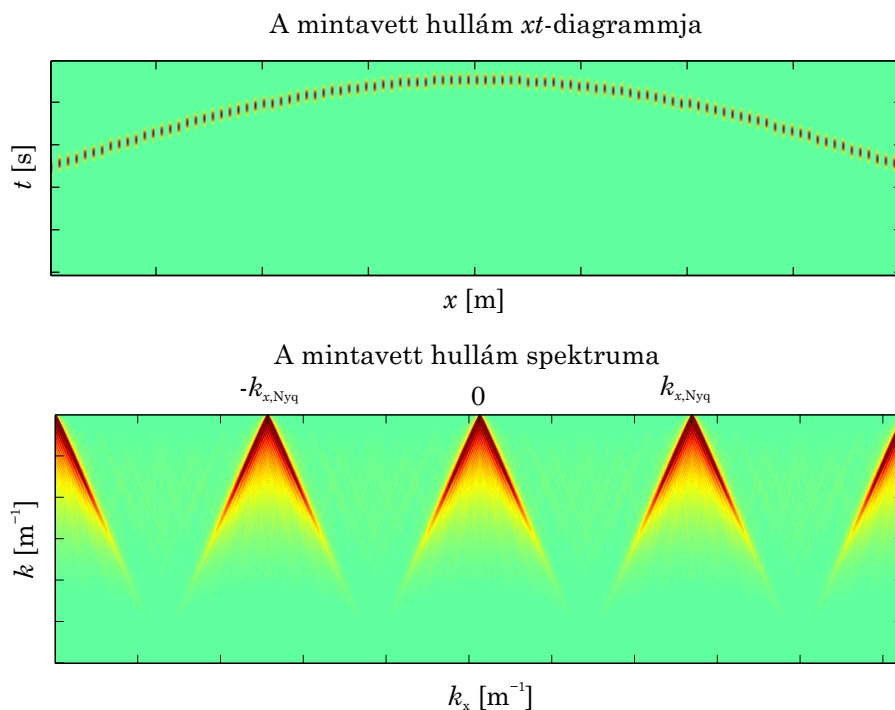 A mintavett hullám xt-diagrammja
t [s]
x [m]
A mintavett hullám spektruma
-kₓ,Nyq 0 kₓ,Nyq
k [m⁻¹]
kₓ [m⁻¹]